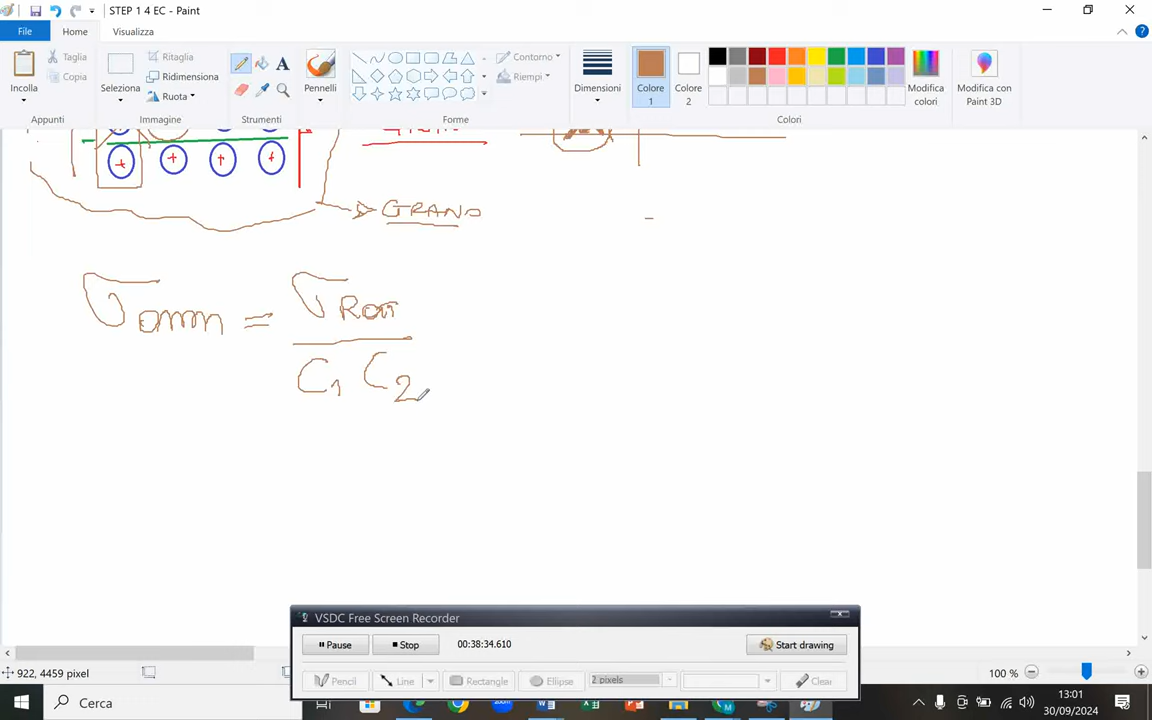 STEP 1 4 EC - Paint
File Home Visualizza
Incolla
Taglia
Copia
Appunti
Seleziona
Ritaglia
Ridimensiona
Ruota
Immagine
A
Strumenti
Pennelli
Contorno
Riempi
Forme
Dimensioni
Colore 1
Colore 2
Colori
Modifica colori
Modifica con Paint 3D
+ + + +
GRANO
σ amm = σ Rott
C1 C2
VSDC Free Screen Recorder
Pause Stop 00:38:34.610 Start drawing
Pencil Line Rectangle Ellipse 2 pixels Clear
922, 4459 pixel
100 %
Cerca
zoom
13:01
30/09/2024